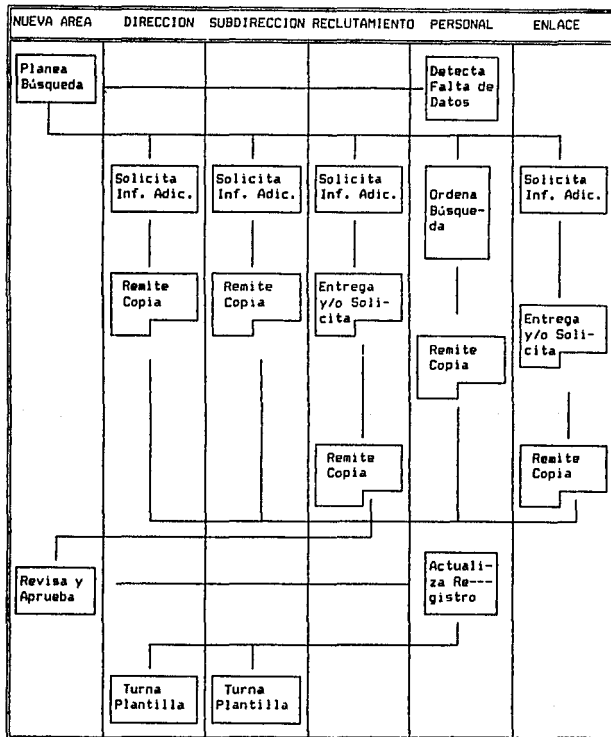 NUEVA AREA DIRECCION SUBDIRECCION RECLUTAMIENTO PERSONAL ENLACE
Planea
Búsqueda
Detecta
Falta de
Datos
Solicita
Inf. Adic.
Solicita
Inf. Adic.
Solicita
Inf. Adic.
Ordena
Búsque-
da
Solicita
Inf. Adic.
Remite
Copia
Remite
Copia
Entrega
y/o Soli-
cita
Remite
Copia
Entrega
y/o Soli-
cita
Remite
Copia
Remite
Copia
Revisa y
Aprueba
Actuali-
za Re---
gistro
Turna
Plantilla
Turna
Plantilla